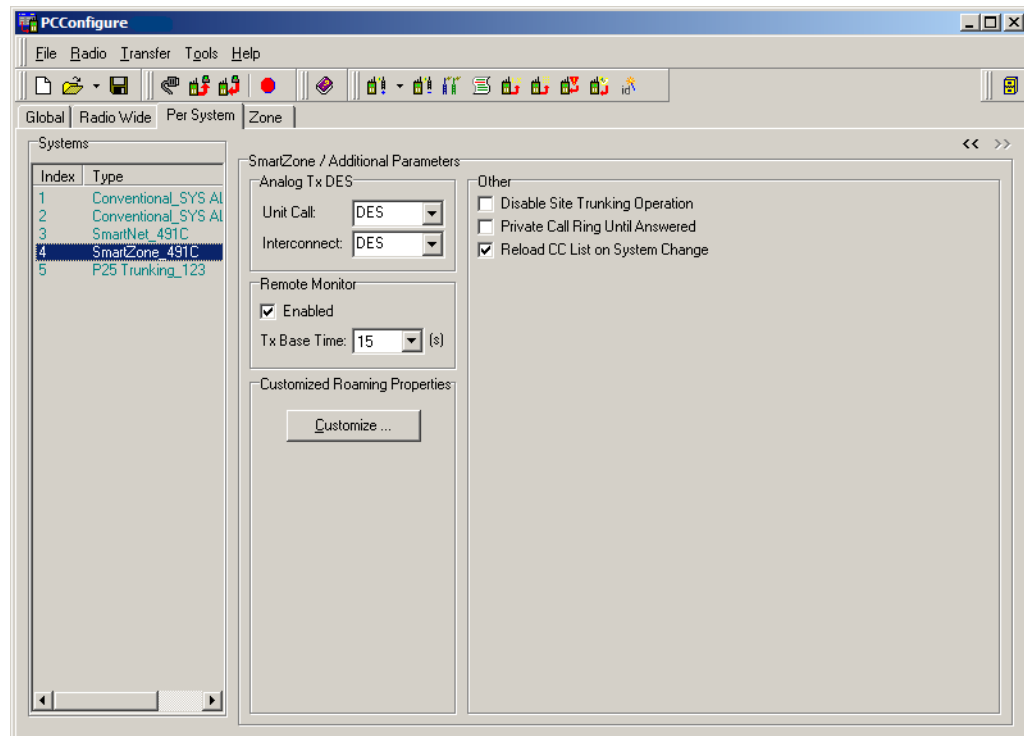 PCConfigure
File Radio Transfer Tools Help
id
Global Radio Wide Per System Zone
Systems
<< >>
Index Type
1 Conventional_SYS AL
2 Conventional_SYS AL
3 SmartNet_491C
4 SmartZone_491C
5 P25 Trunking_123
SmartZone / Additional Parameters
Analog Tx DES
Unit Call: DES
Interconnect: DES
Remote Monitor
Enabled
Tx Base Time: 15 (s)
Customized Roaming Properties
Customize ...
Other
Disable Site Trunking Operation
Private Call Ring Until Answered
Reload CC List on System Change